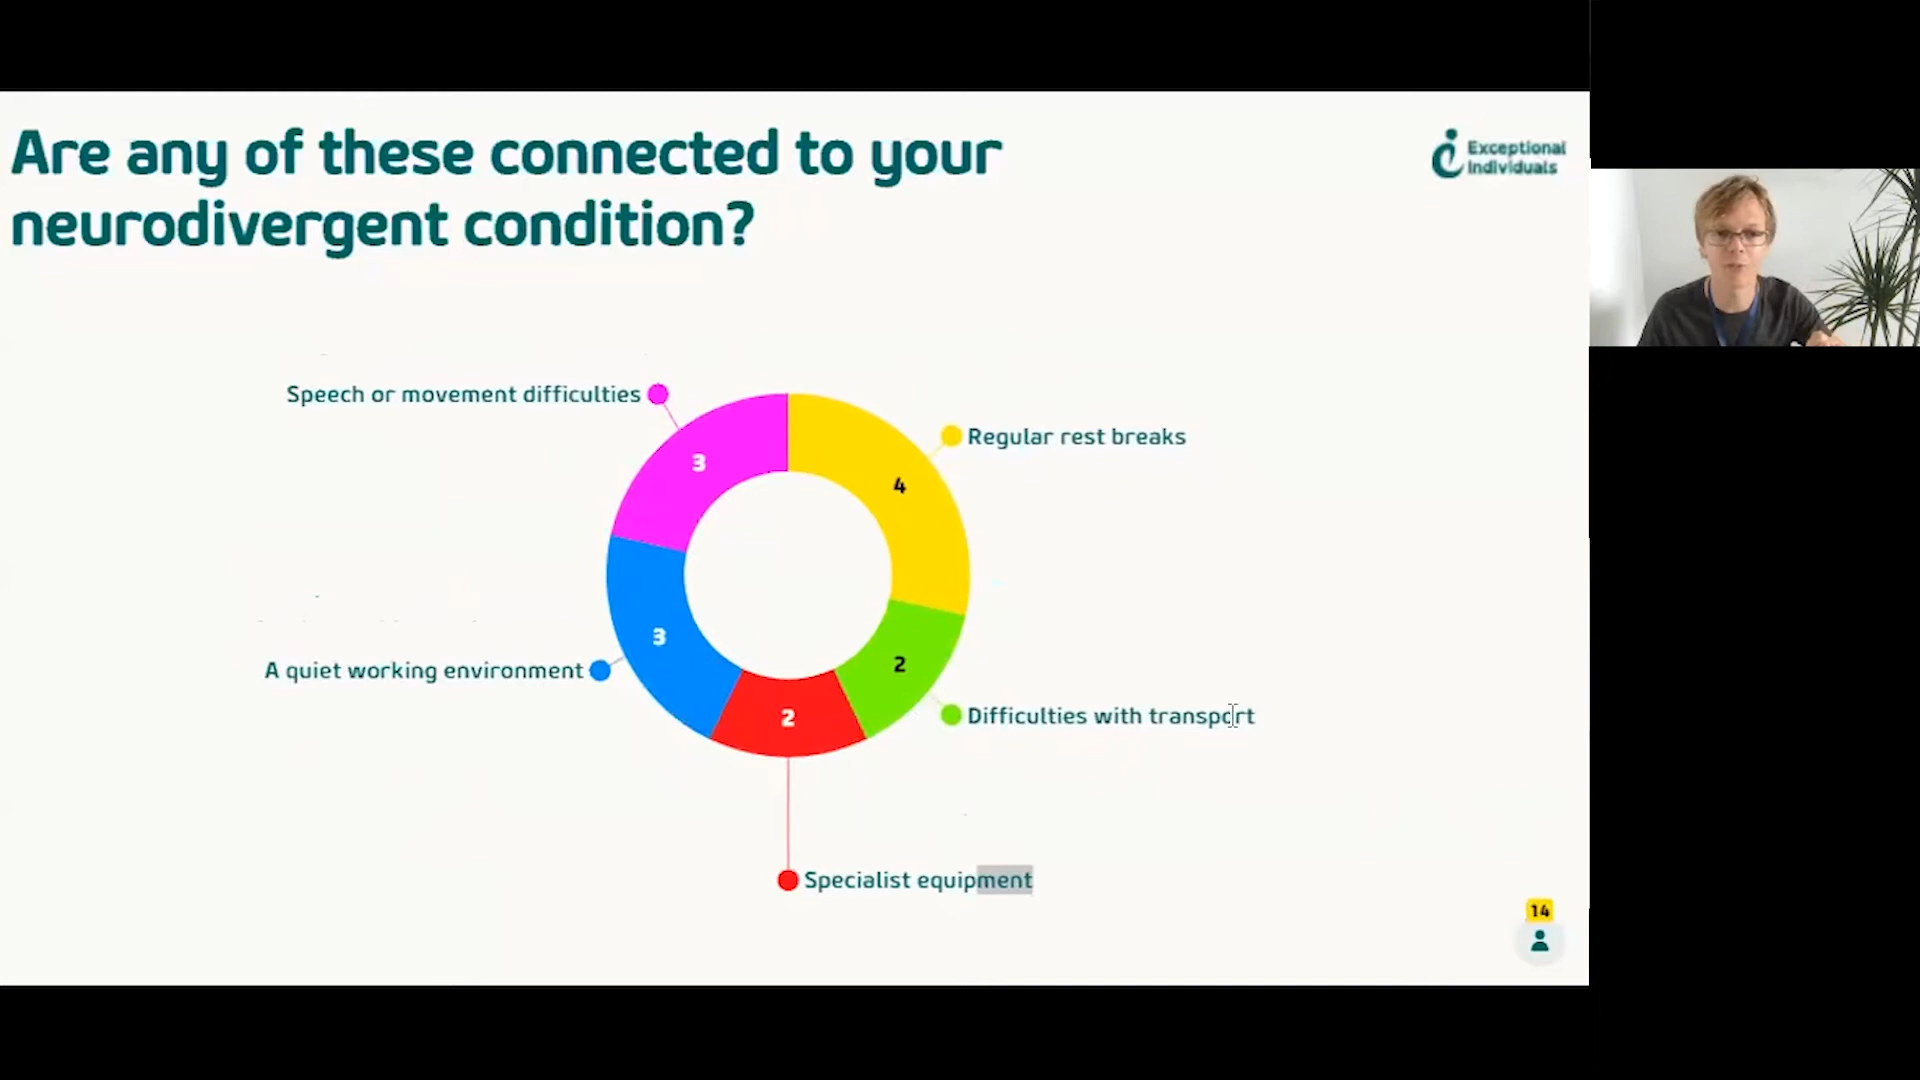 Are any of these connected to your
neurodivergent condition?
Exceptional
Individuals
Speech or movement difficulties
3
Regular rest breaks
4
A quiet working environment
3
2
Difficulties with transport
2
Specialist equipment
14